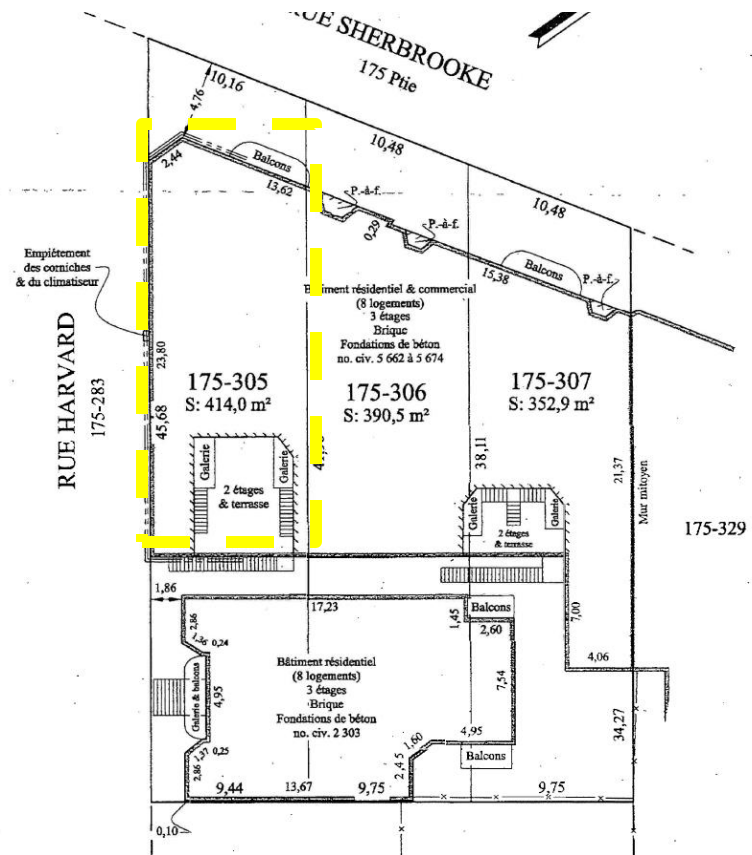 RUE SHERBROOKE
175 Ptie
10,16
4,76
10,48
10,48
2,44
Balcons
13,62
P.-à-f.
0,29
P.-à-f.
Balcons
15,38
P.-à-f.
Empiétement
des corniches
& du climatiseur
RUE HARVARD
175-283
23,80
45,68
Bâtiment résidentiel & commercial
(8 logements)
3 étages
Brique
Fondations de béton
no. civ. 5 662 à 5 674
175-305
S: 414,0 m²
175-306
S: 390,5 m²
175-307
S: 352,9 m²
38,11
21,37
Mur mitoyen
175-329
Galerie
Galerie
2 étages
& terrasse
Galerie
Galerie
2 étages
& terrasse
1,86
17,23
1,45
Balcons
2,60
7,00
4,06
2,86
1,36
0,24
Galerie & balcons
4,95
Bâtiment résidentiel
(8 logements)
3 étages
Brique
Fondations de béton
no. civ. 2 303
7,54
4,95
34,27
1,37
0,25
2,86
1,60
2,45
Balcons
9,44
13,67
9,75
9,75
0,10